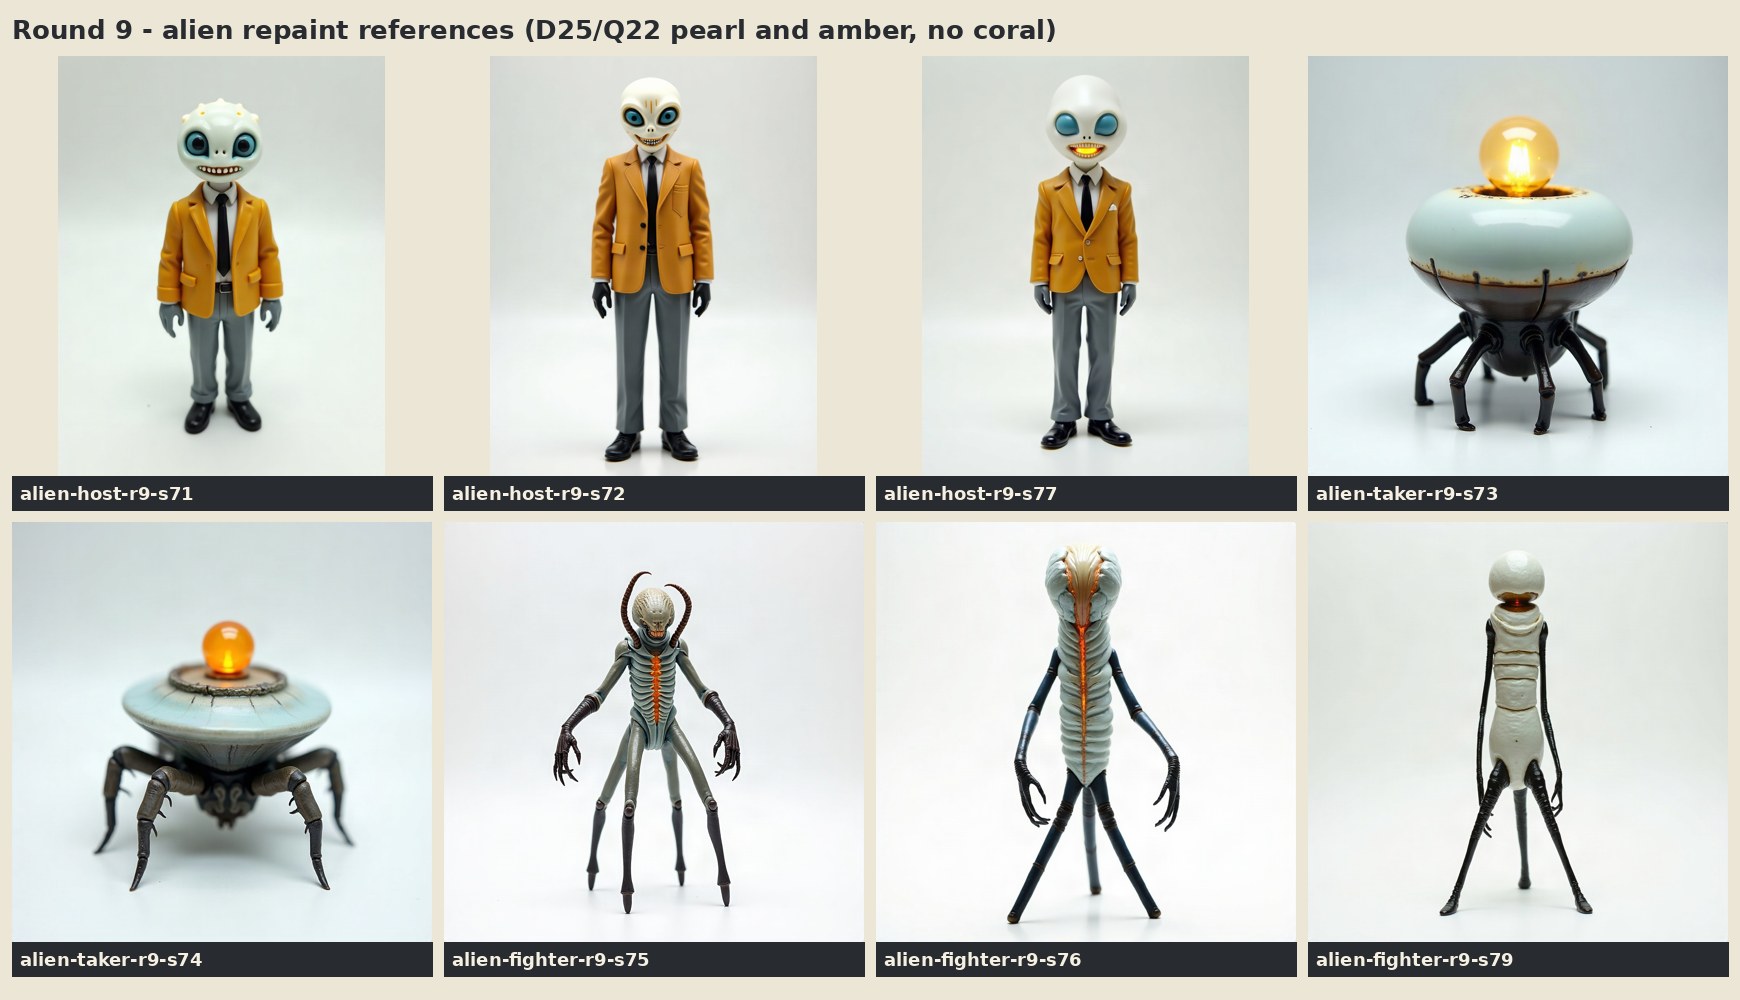 Round 9 - alien repaint references (D25/Q22 pearl and amber, no coral)
alien-host-r9-s71
alien-host-r9-s72
alien-host-r9-s77
alien-taker-r9-s73
alien-taker-r9-s74
alien-fighter-r9-s75
alien-fighter-r9-s76
alien-fighter-r9-s79